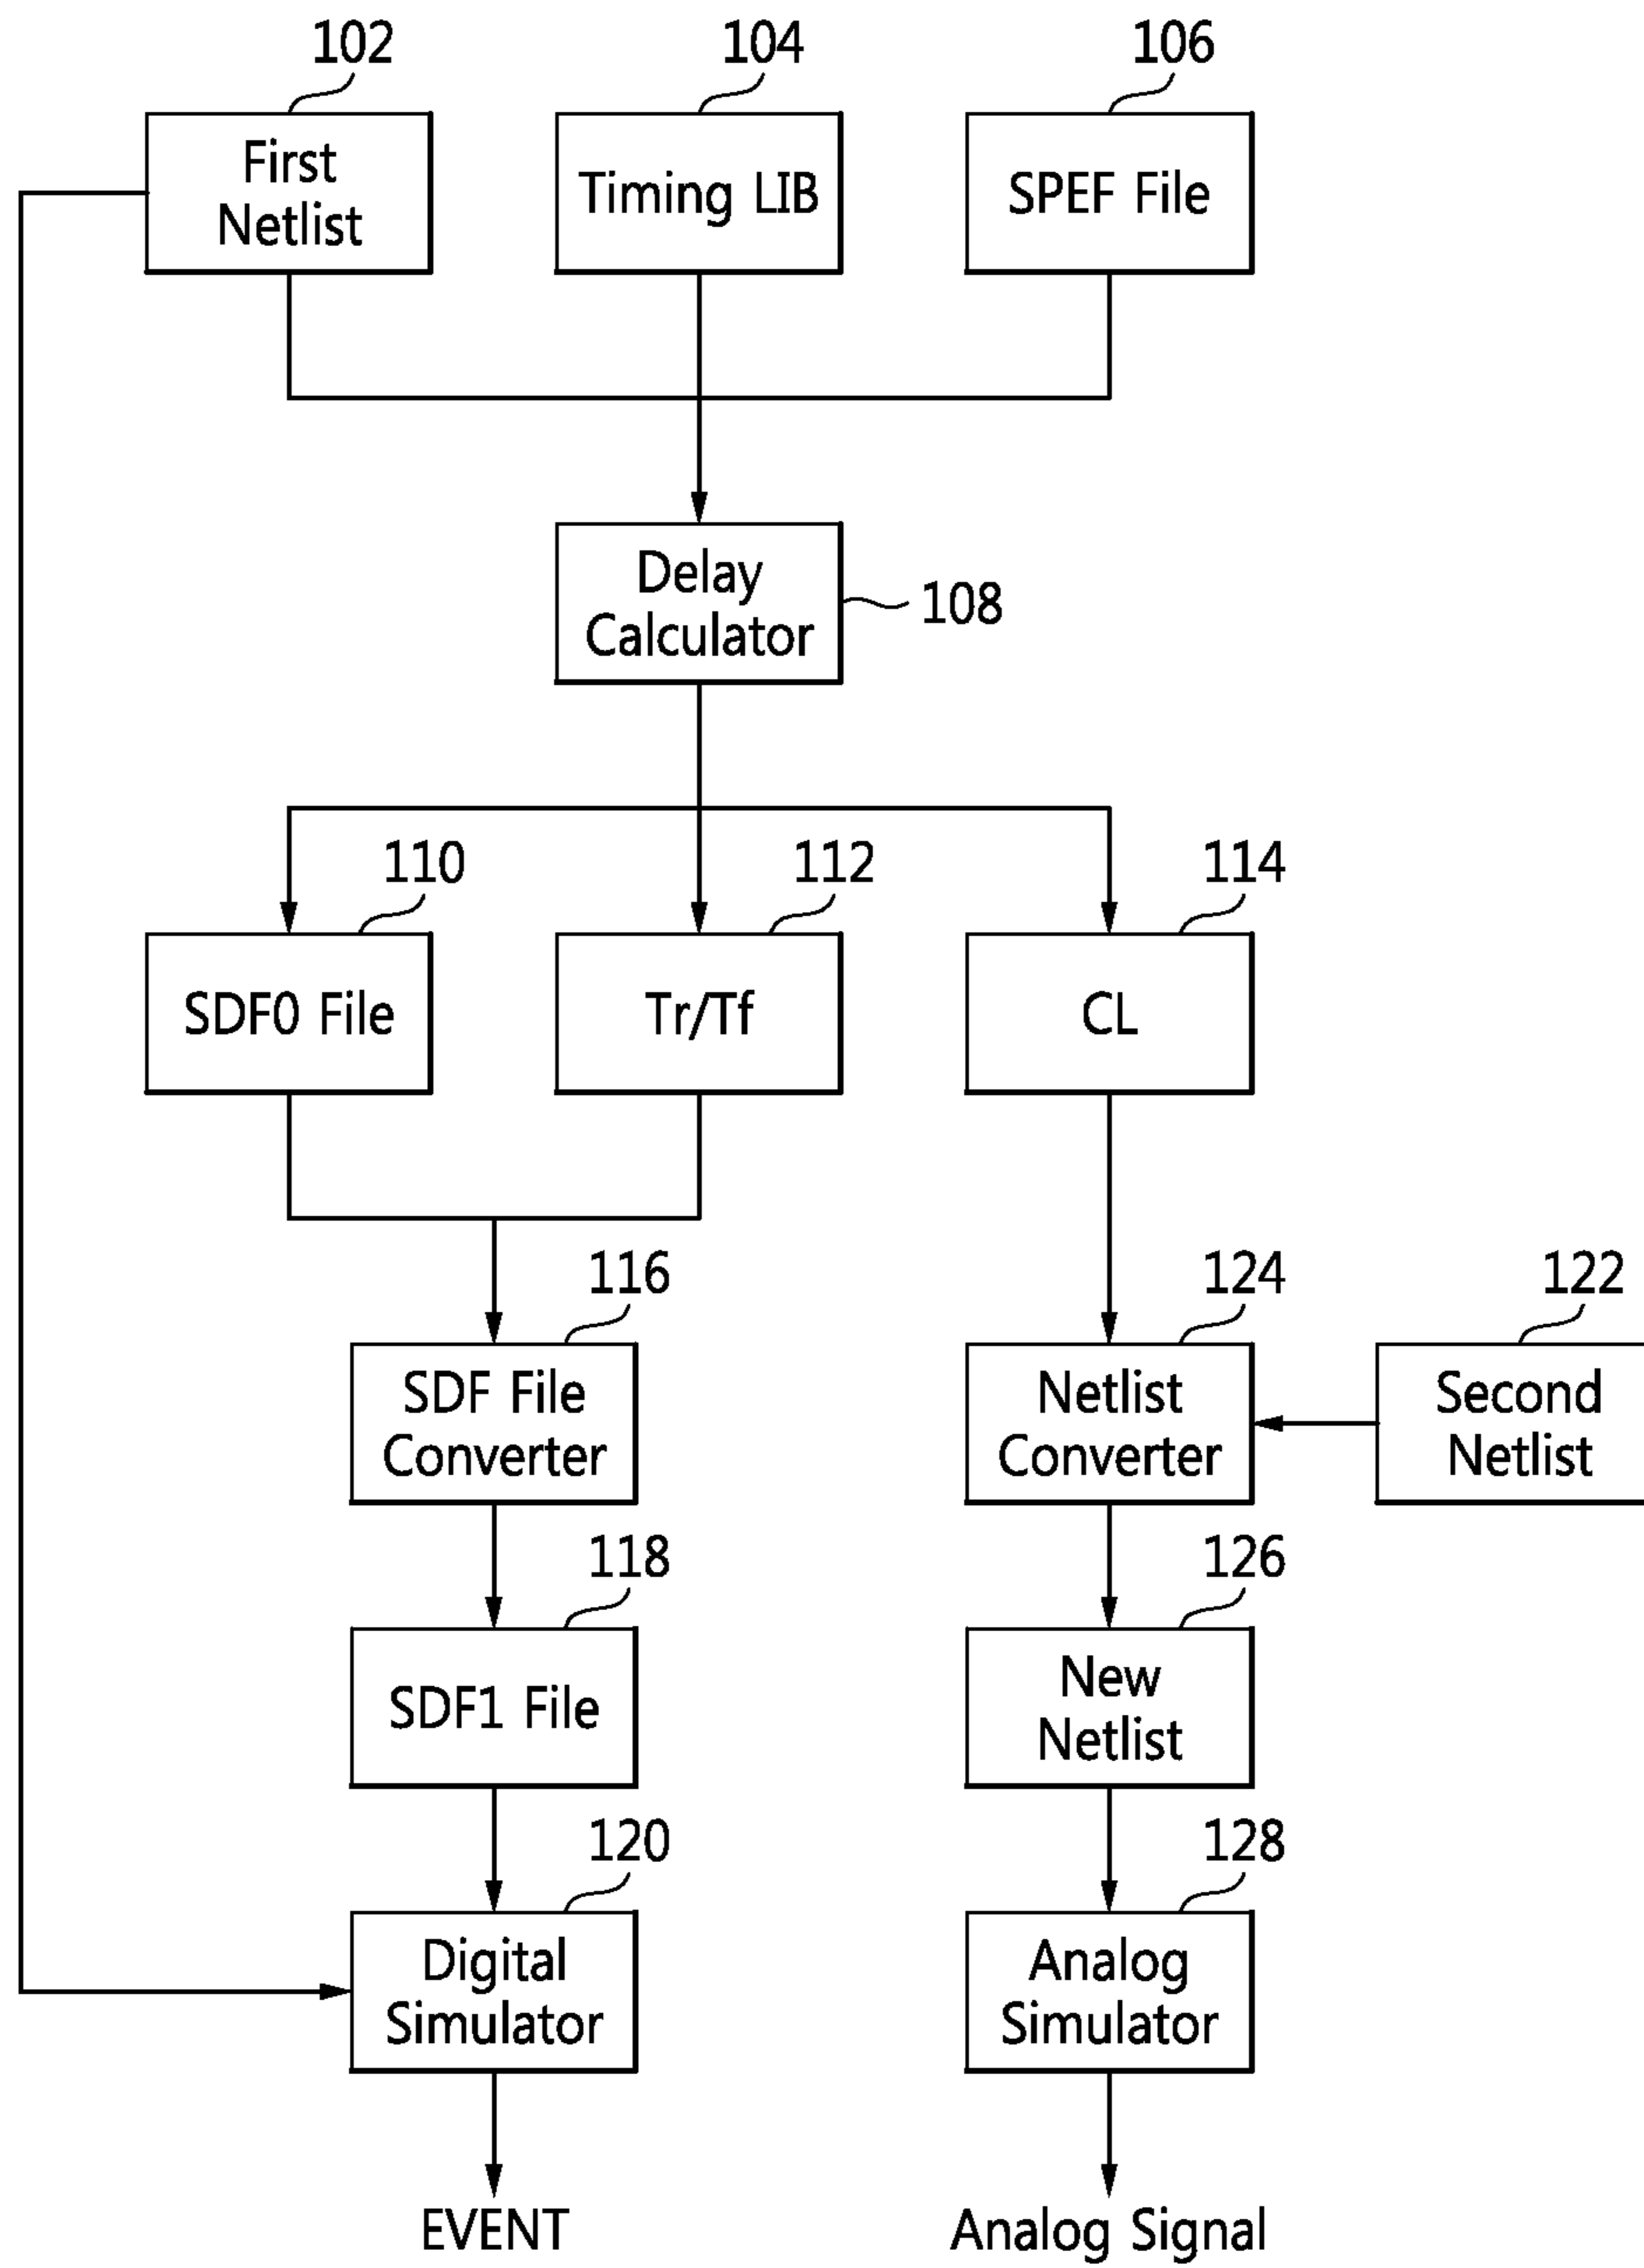 102
104
106
First
Netlist
Timing LIB
SPEF File
Delay
Calculator
108
110
112
114
SDF0 File
Tr/Tf
CL
116
124
122
SDF File
Converter
Netlist
Converter
Second
Netlist
118
126
SDF1 File
New
Netlist
120
128
Digital
Simulator
Analog
Simulator
EVENT
Analog Signal